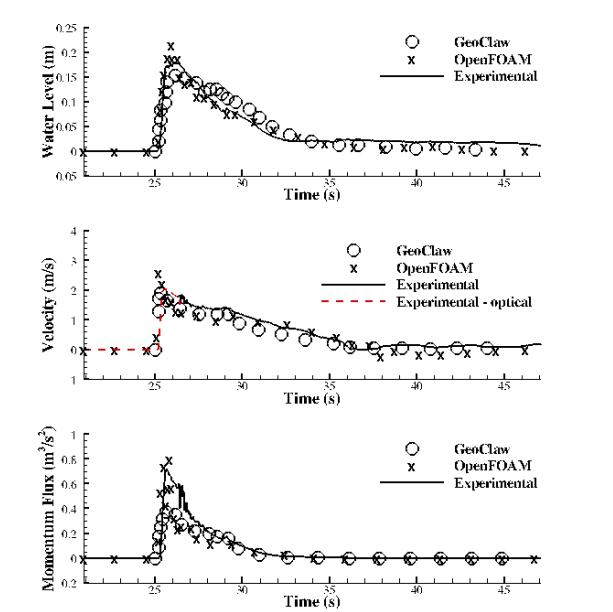 0.25
0.2
0.15
0.1
0.05
0
0.05
Water Level (m)
GeoClaw
OpenFOAM
Experimental
25 30 35 40 45
Time (s)
4
3
2
1
0
1
Velocity (m/s)
GeoClaw
OpenFOAM
Experimental
Experimental - optical
25 30 35 40 45
Time (s)
1
0.8
0.6
0.4
0.2
0
0.2
Momentum Flux (m³/s²)
GeoClaw
OpenFOAM
Experimental
25 30 35 40 45
Time (s)